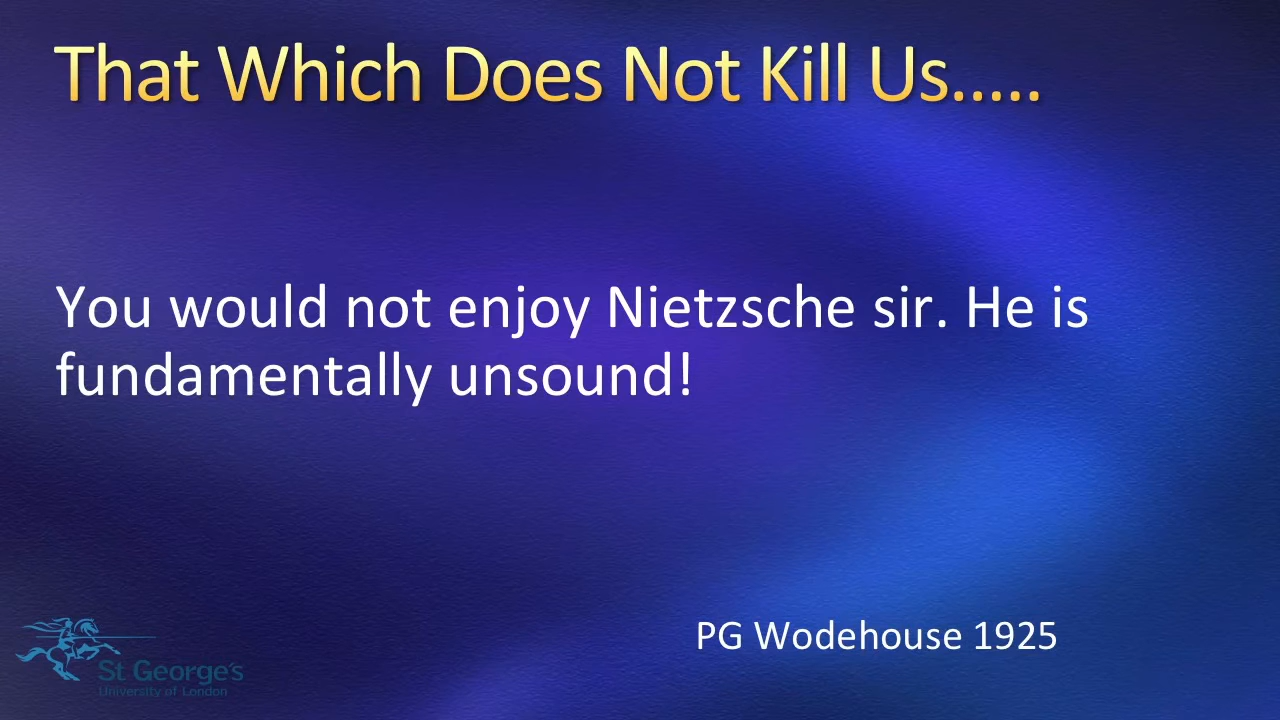 That Which Does Not Kill Us.....
You would not enjoy Nietzsche sir. He is
fundamentally unsound!
PG Wodehouse 1925
St George's
University of London